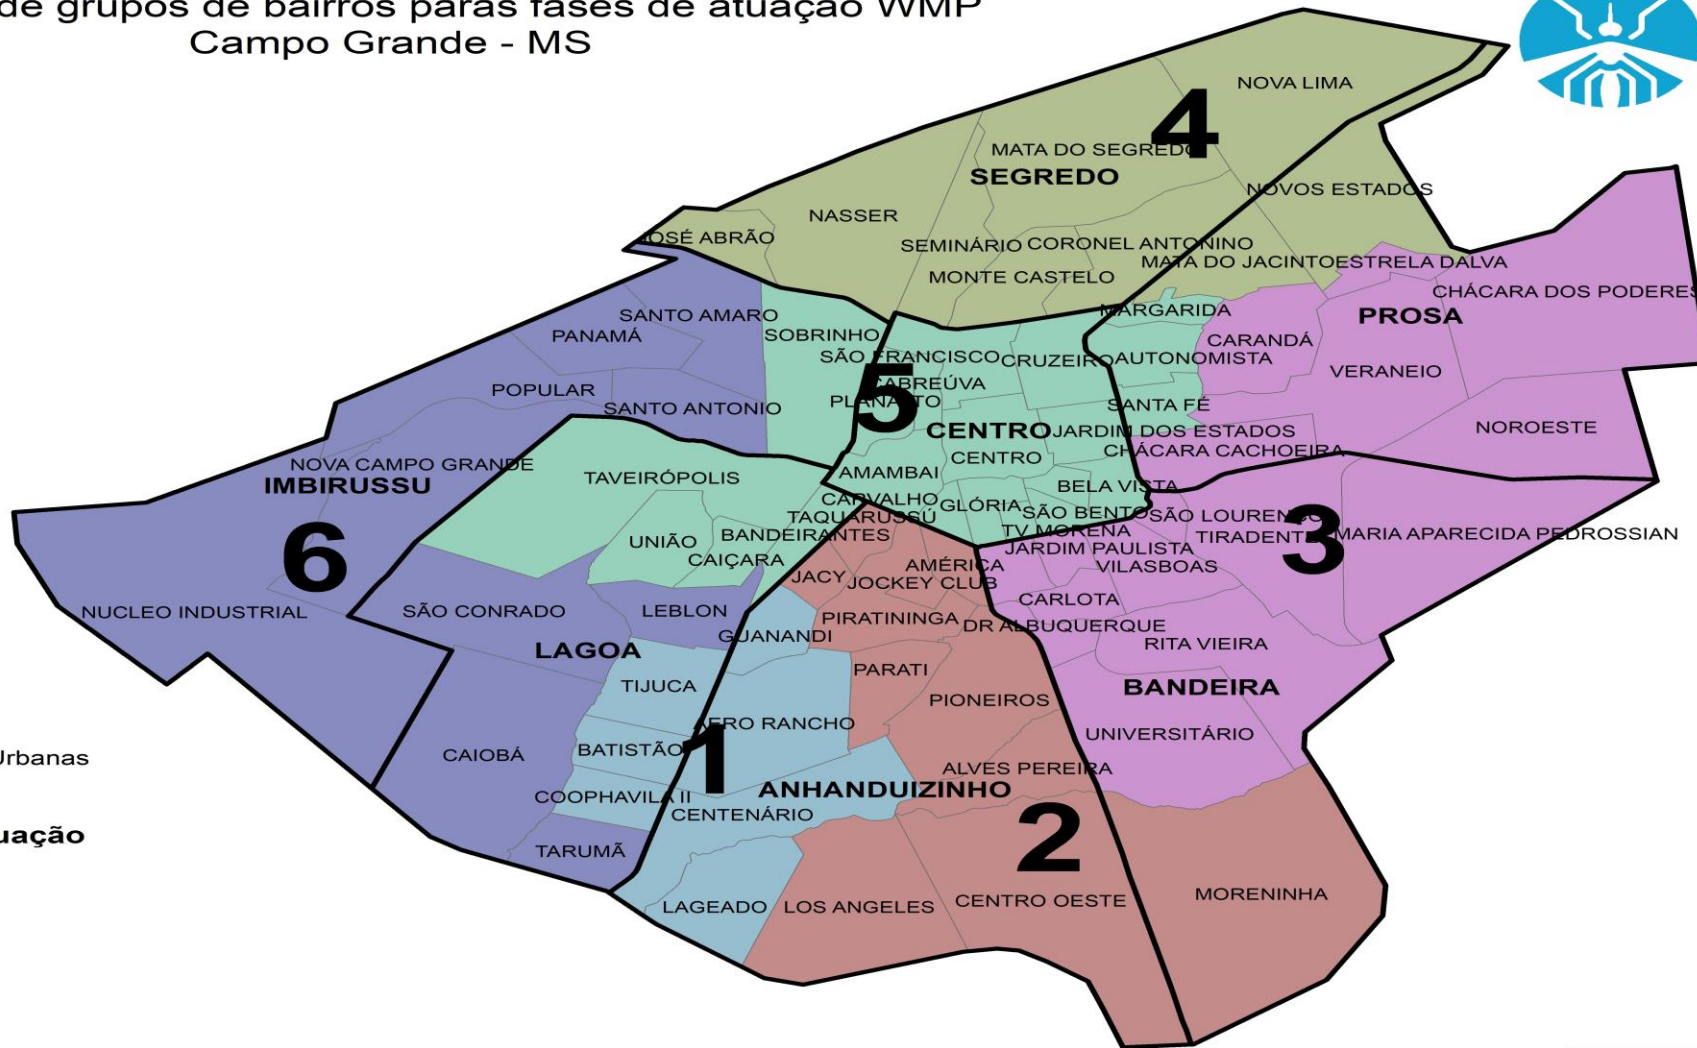 de grupos de bairros paras fases de atuação WMP
Campo Grande - MS
NOVA LIMA
4
MATA DO SEGREDO
SEGREDO
NOVOS ESTADOS
NASSER
JOSÉ ABRÃO
SEMINÁRIO
CORONEL ANTONINO
MATA DO JACINTO
ESTRELA DALVA
MONTE CASTELO
CHÁCARA DOS PODERES
MARGARIDA
PROSA
SANTO AMARO
PANAMÁ
SOBRINHO
CARANDÁ
SÃO FRANCISCO
CRUZEIRO
AUTONOMISTA
VERANEIO
CABREÚVA
POPULAR
5
PLANALTO
SANTO ANTONIO
SANTA FÉ
CENTRO
JARDIM DOS ESTADOS
NOROESTE
CHÁCARA CACHOEIRA
CENTRO
NOVA CAMPO GRANDE
IMBIRUSSU
TAVEIRÓPOLIS
AMAMBAI
BELA VISTA
CARVALHO
GLÓRIA
SÃO BENTO
SÃO LOURENÇO
TAQUARUSSÚ
TV MORENA
TIRADENTES
3
MARIA APARECIDA PEDROSSIAN
UNIÃO
BANDEIRANTES
JARDIM PAULISTA
6
CAIÇARA
AMÉRICA
VILASBOAS
JACY
JOCKEY CLUB
CARLOTA
NUCLEO INDUSTRIAL
SÃO CONRADO
LEBLON
PIRATININGA
DR ALBUQUERQUE
GUANANDI
RITA VIEIRA
LAGOA
PARATI
TIJUCA
BANDEIRA
PIONEIROS
AERO RANCHO
UNIVERSITÁRIO
BATISTÃO
1
CAIOBÁ
Urbanas
ALVES PEREIRA
COOPHAVILA II
ANHANDUIZINHO
CENTENÁRIO
uação
2
TARUMÃ
MORENINHA
LAGEADO
LOS ANGELES
CENTRO OESTE